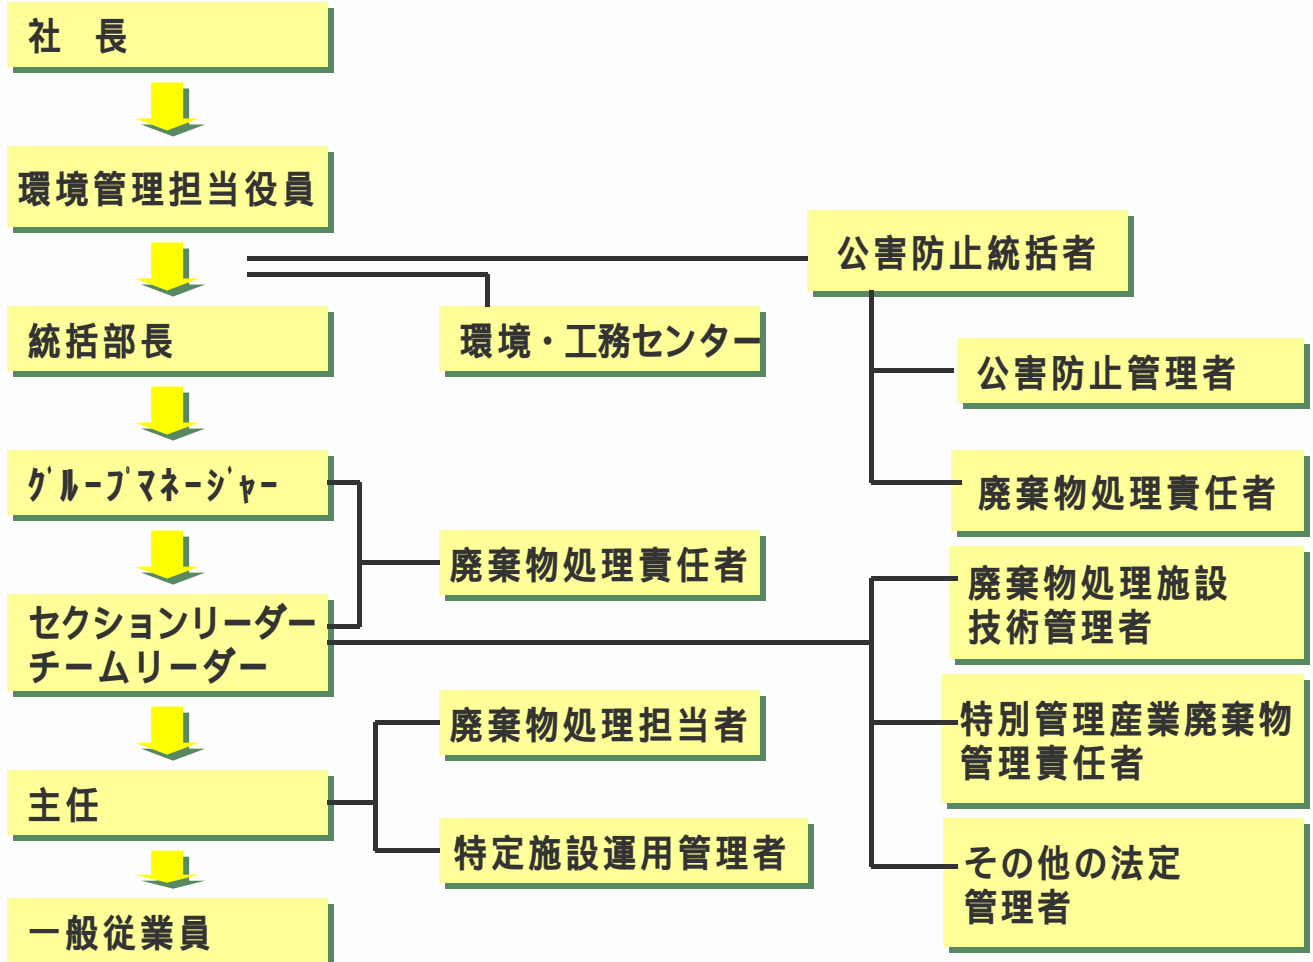 社　長
環境管理担当役員
公害防止統括者
統括部長
環境・工務センター
公害防止管理者
ｸﾞﾙｰﾌﾟﾏﾈｰｼﾞｬｰ
廃棄物処理責任者
廃棄物処理責任者
廃棄物処理施設
技術管理者
セクションリーダー
チームリーダー
廃棄物処理担当者
特別管理産業廃棄物
管理責任者
主任
特定施設運用管理者
その他の法定
管理者
一般従業員